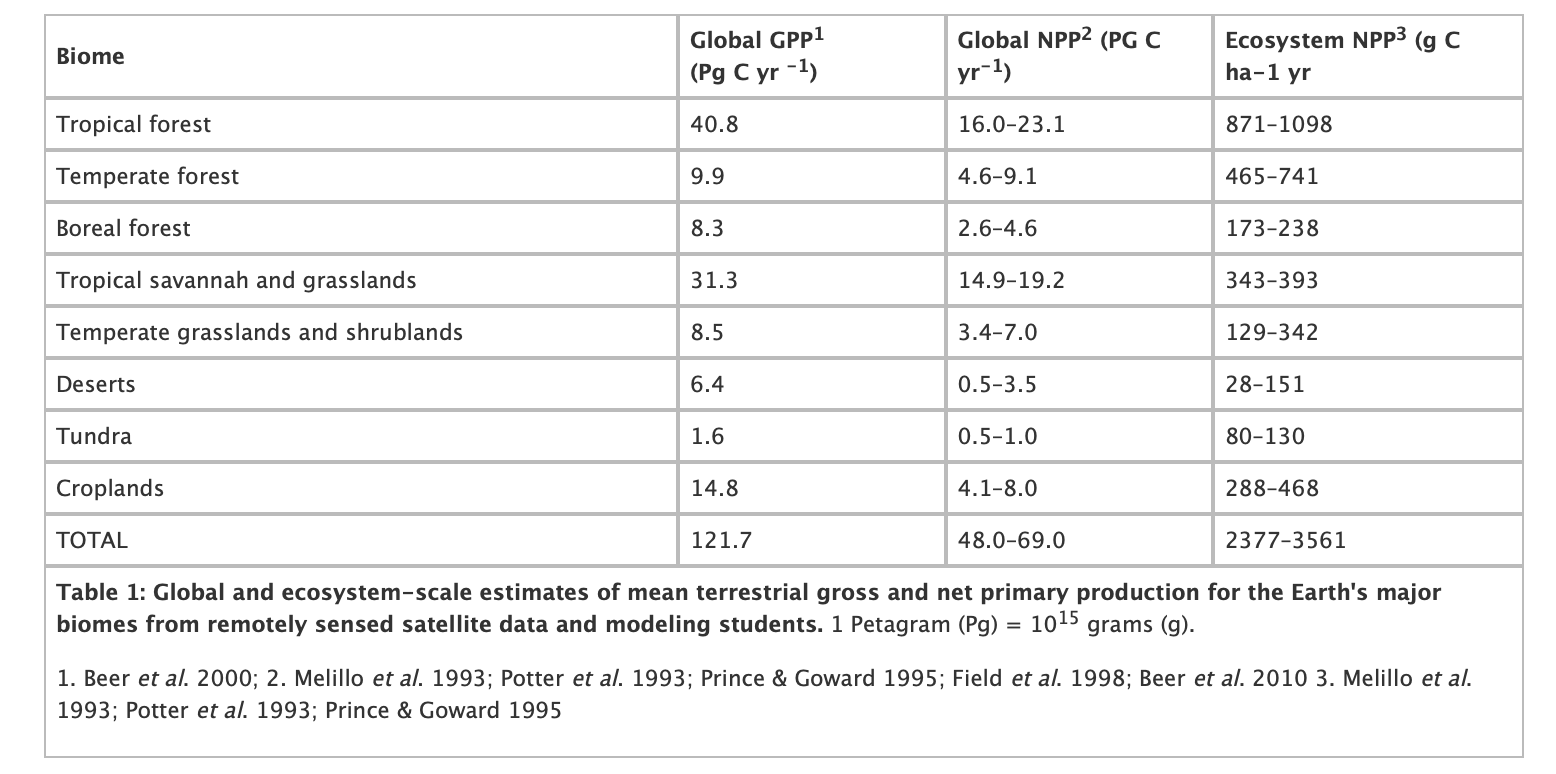 Biome Global GPP1 (Pg C yr −1) Global NPP2 (PG C yr−1) Ecosystem NPP3 (g C ha−1 yr
Tropical forest 40.8 16.0–23.1 871–1098
Temperate forest 9.9 4.6–9.1 465–741
Boreal forest 8.3 2.6–4.6 173–238
Tropical savannah and grasslands 31.3 14.9–19.2 343–393
Temperate grasslands and shrublands 8.5 3.4–7.0 129–342
Deserts 6.4 0.5–3.5 28–151
Tundra 1.6 0.5–1.0 80–130
Croplands 14.8 4.1–8.0 288–468
TOTAL 121.7 48.0–69.0 2377–3561
Table 1: Global and ecosystem-scale estimates of mean terrestrial gross and net primary production for the Earth's major
biomes from remotely sensed satellite data and modeling students. 1 Petagram (Pg) = 1015 grams (g).
1. Beer et al. 2000; 2. Melillo et al. 1993; Potter et al. 1993; Prince & Goward 1995; Field et al. 1998; Beer et al. 2010 3. Melillo et al.
1993; Potter et al. 1993; Prince & Goward 1995